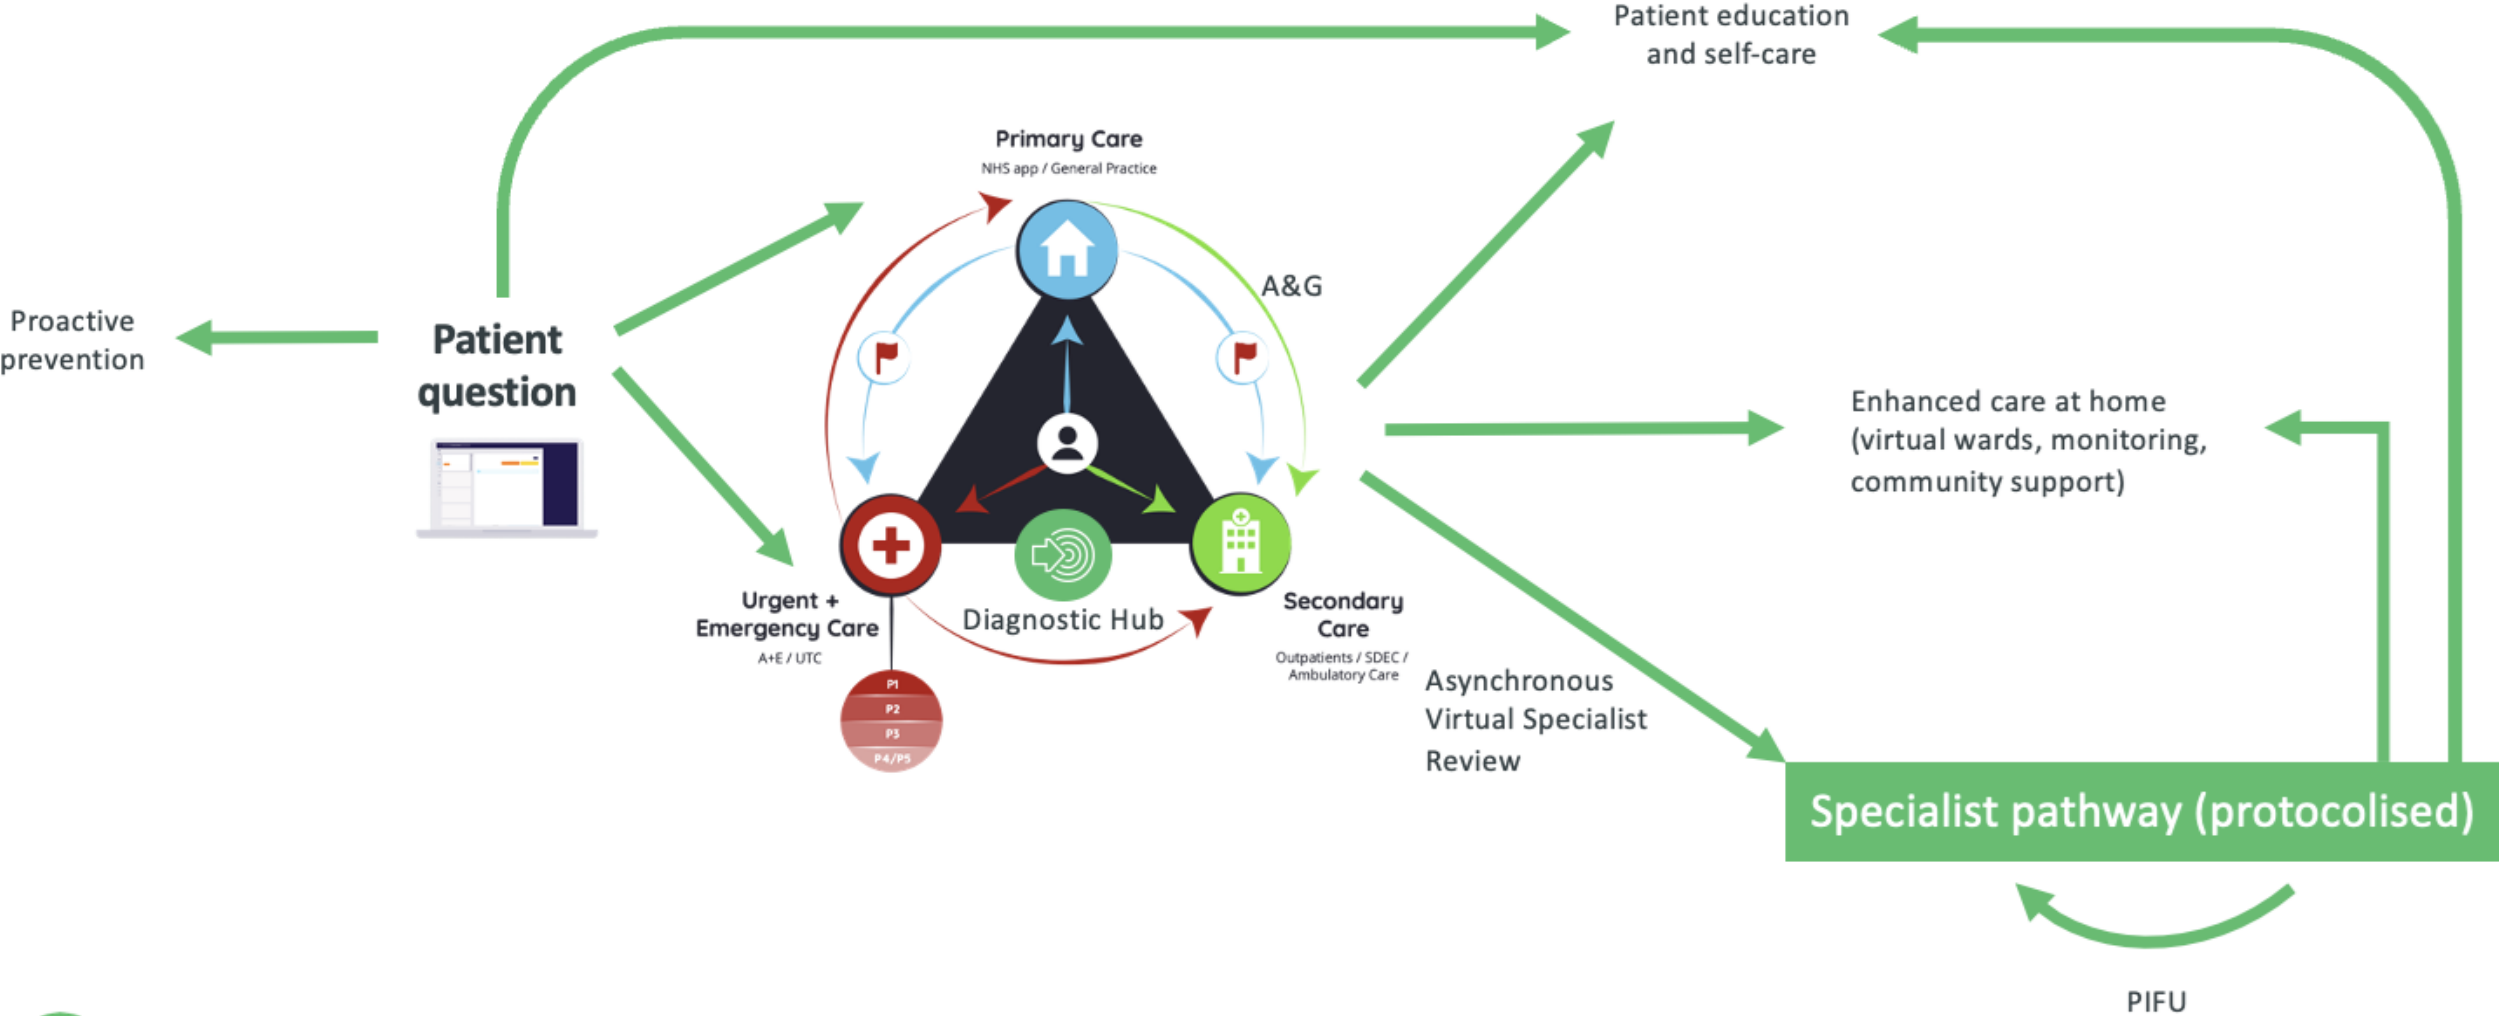 Patient education
and self-care
Primary Care
NHS app / General Practice
A&G
Proactive
prevention
Patient
question
Enhanced care at home
(virtual wards, monitoring,
community support)
Urgent +
Emergency Care
A+E / UTC
Diagnostic Hub
Secondary
Care
Outpatients / SDEC /
Ambulatory Care
P1
P2
P3
P4/P5
Asynchronous
Virtual Specialist
Review
Specialist pathway (protocolised)
PIFU